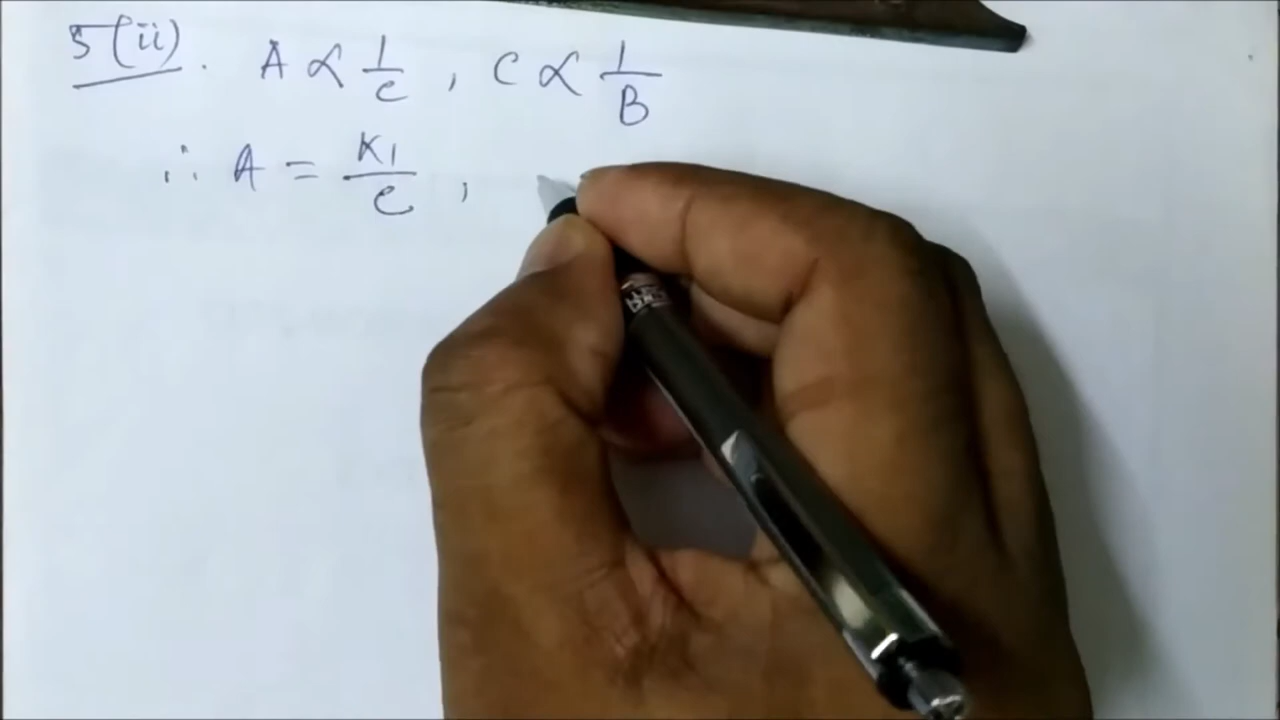 5(ii). A ∝ 1/C , C ∝ 1/B
∴ A = K1/C ,